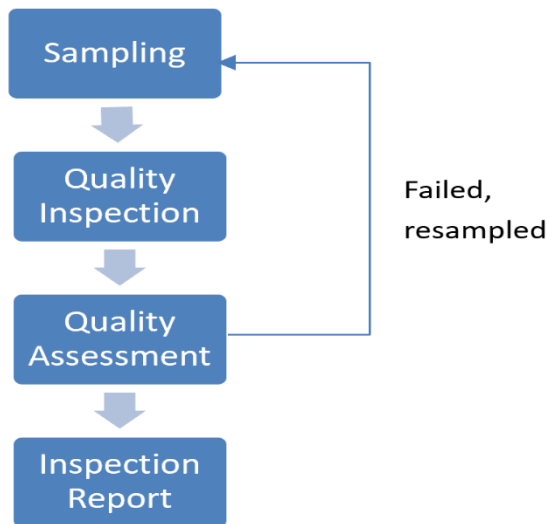 Sampling
Quality
Inspection
Failed,
resampled
Quality
Assessment
Inspection
Report